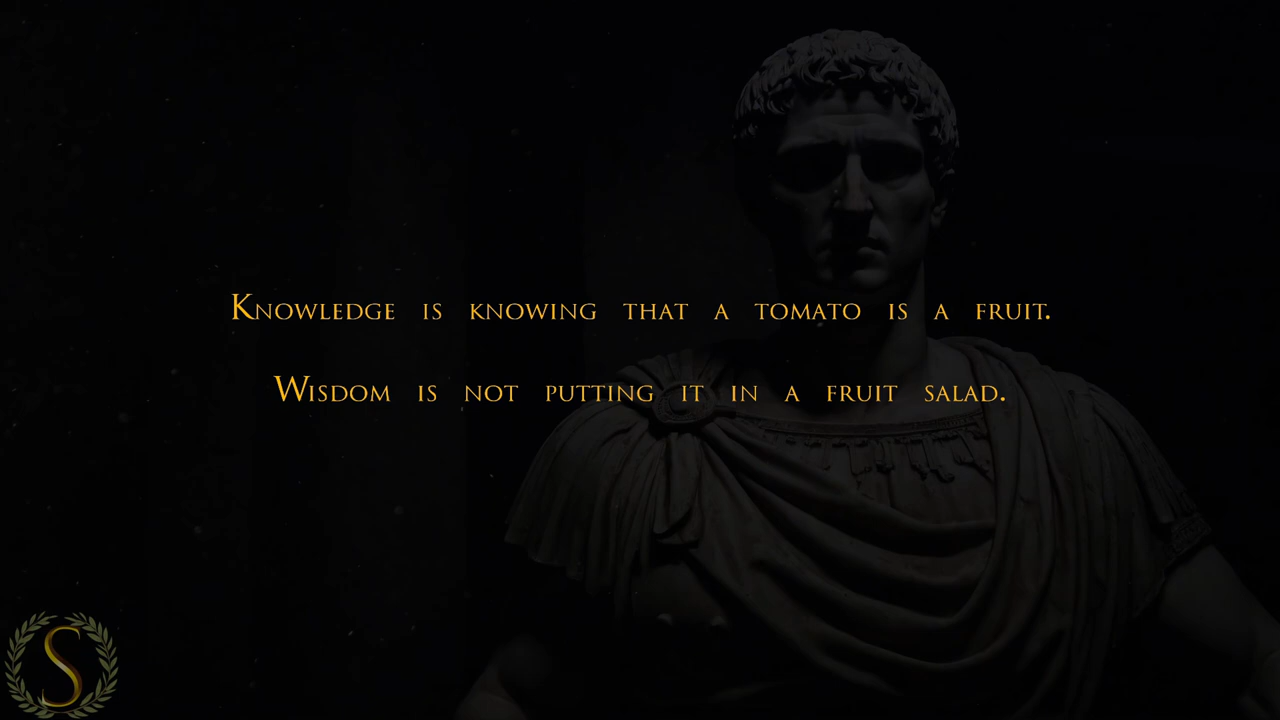 Knowledge is knowing that a tomato is a fruit.
Wisdom is not putting it in a fruit salad.
S